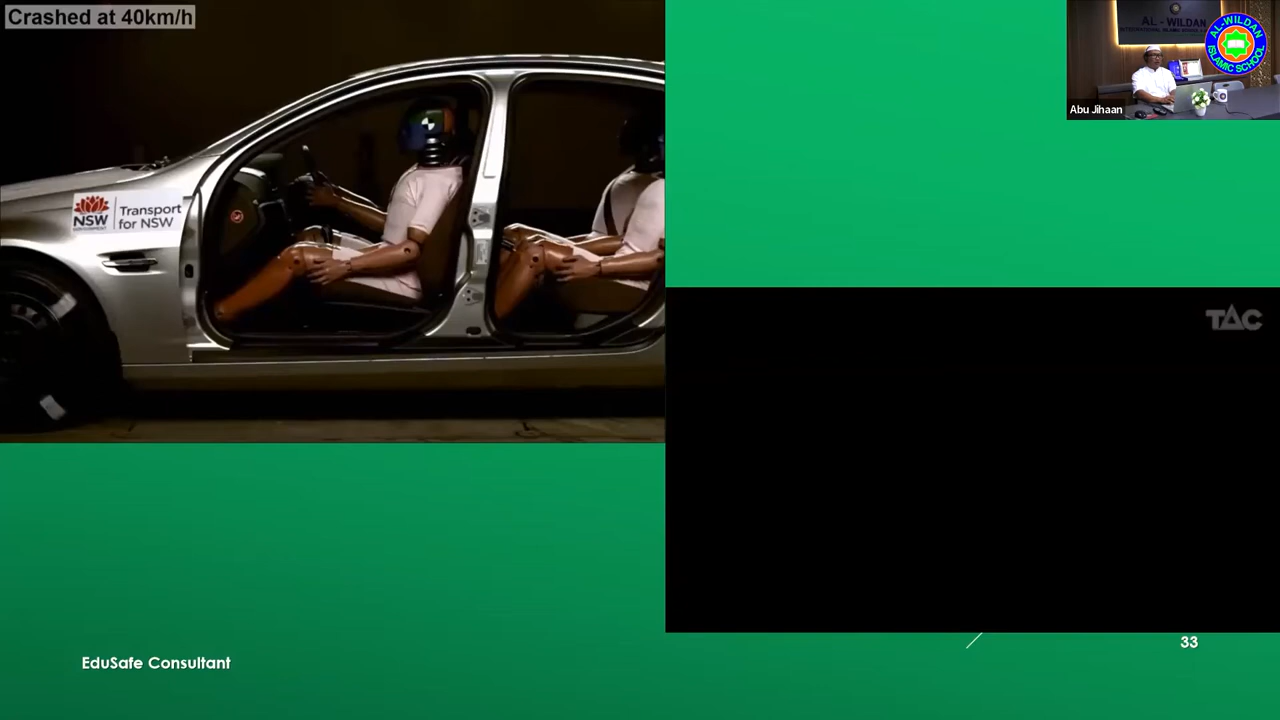 Crashed at 40km/h
AL - WILDAN
AL-WILDAN
ISLAMIC SCHOOL
Abu Jihaan
NSW
GOVERNMENT
Transport
for NSW
TAC
33
EduSafe Consultant